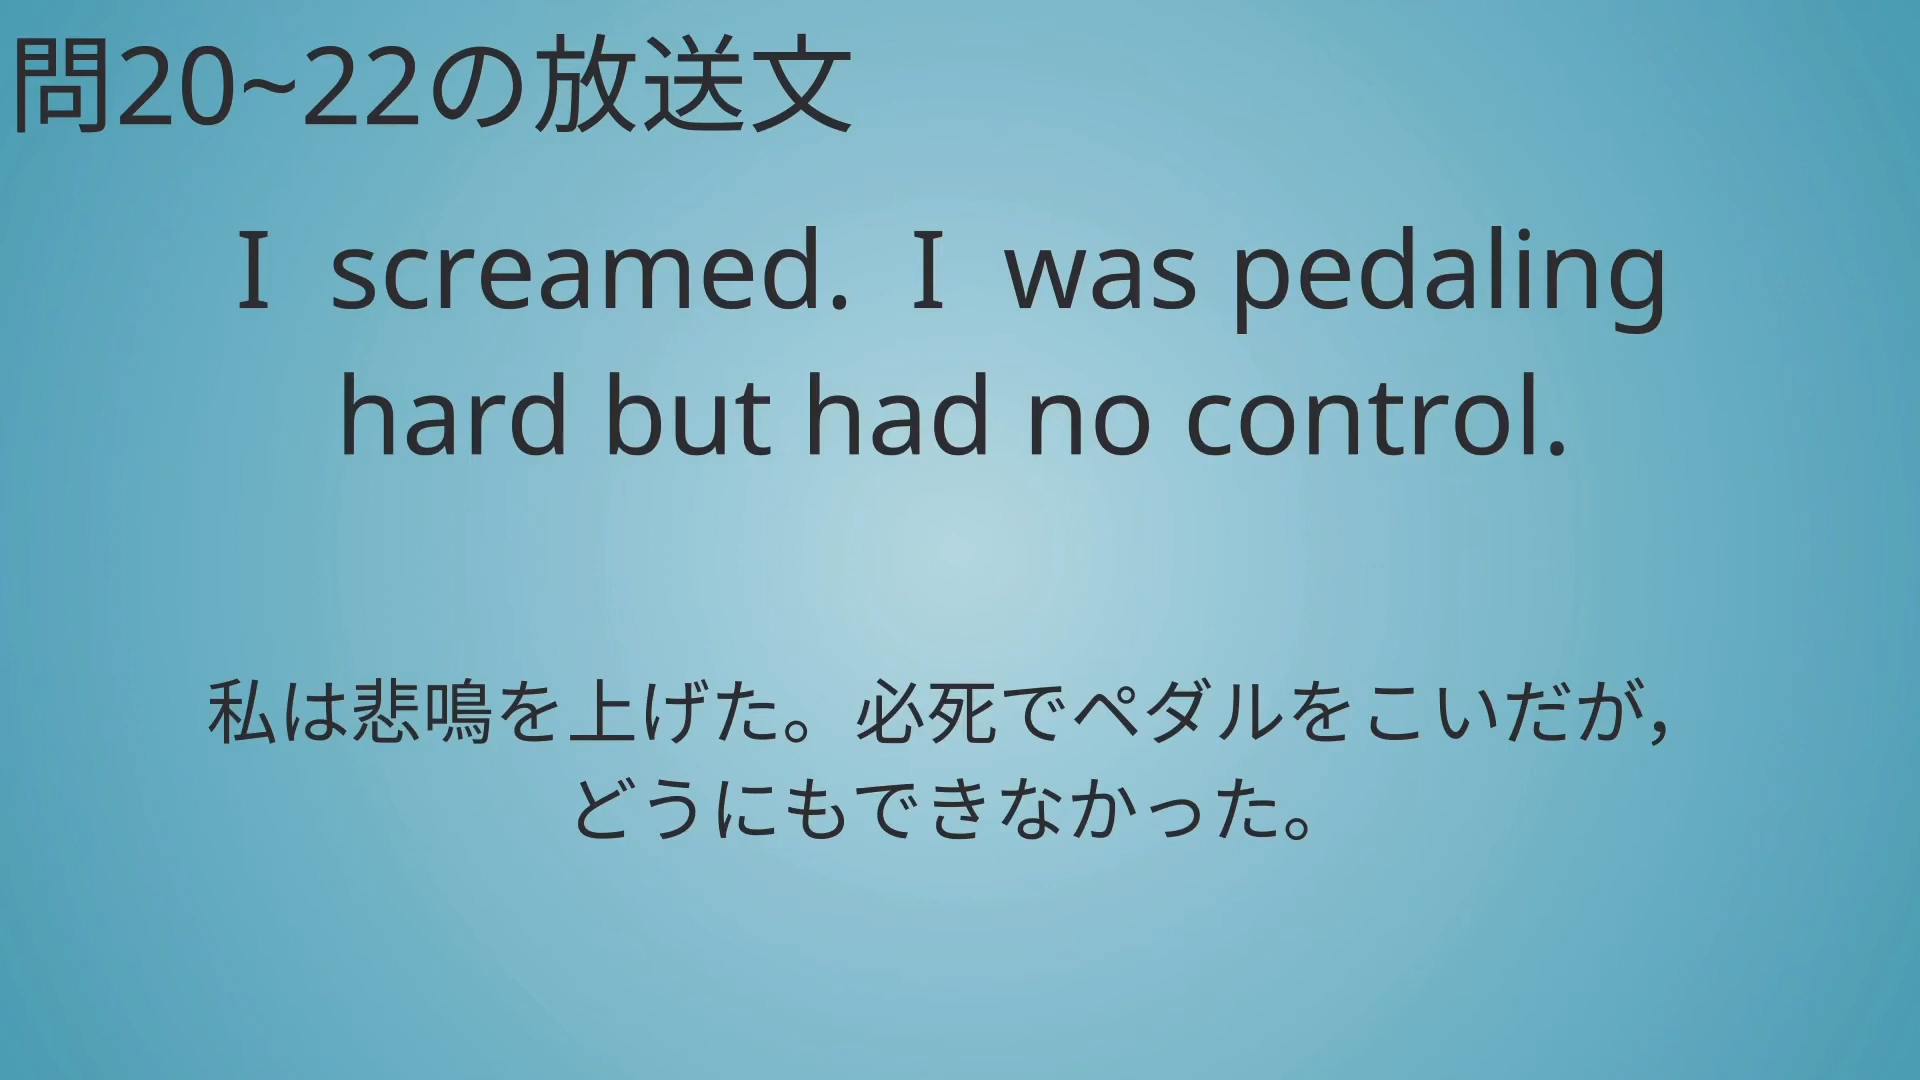 問20~22の放送文
I screamed. I was pedaling
hard but had no control.
私は悲鳴を上げた。必死でペダルをこいだが，
どうにもできなかった。